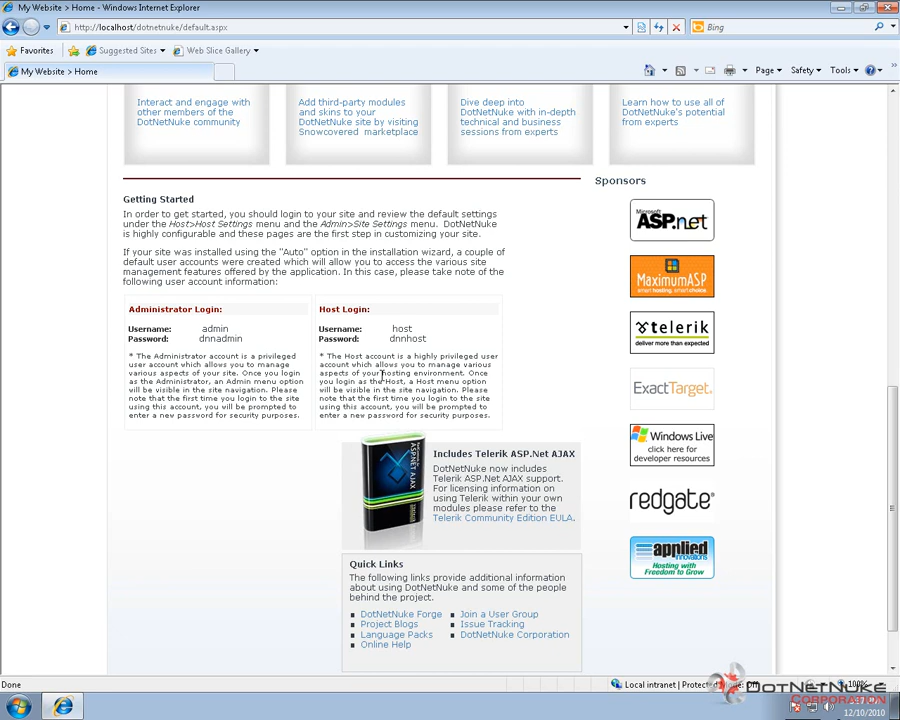 My Website > Home - Windows Internet Explorer
http://localhost/dotnetnuke/default.aspx
Bing
Favorites
Suggested Sites
Web Slice Gallery
My Website > Home
Page
Safety
Tools
Interact and engage with
other members of the
DotNetNuke community
Add third-party modules
and skins to your
DotNetNuke site by visiting
Snowcovered marketplace
Dive deep into
DotNetNuke with in-depth
technical and business
sessions from experts
Learn how to use all of
DotNetNuke's potential
from experts
Getting Started
In order to get started, you should login to your site and review the default settings
under the Host>Host Settings menu and the Admin>Site Settings menu. DotNetNuke
is highly configurable and these pages are the first step in customizing your site.
If your site was installed using the "Auto" option in the installation wizard, a couple of
default user accounts were created which will allow you to access the various site
management features offered by the application. In this case, please take note of the
following user account information:
Administrator Login:
Username: admin
Password: dnnadmin
* The Administrator account is a privileged
user account which allows you to manage
various aspects of your site. Once you login
as the Administrator, an Admin menu option
will be visible in the site navigation. Please
note that the first time you login to the site
using this account, you will be prompted to
enter a new password for security purposes.
Host Login:
Username: host
Password: dnnhost
* The Host account is a highly privileged user
account which allows you to manage various
aspects of your hosting environment. Once
you login as the Host, a Host menu option
will be visible in the site navigation. Please
note that the first time you login to the site
using this account, you will be prompted to
enter a new password for security purposes.
ASP.NET AJAX
Includes Telerik ASP.Net AJAX
DotNetNuke now includes
Telerik ASP.Net AJAX support.
For licensing information on
using Telerik within your own
modules please refer to the
Telerik Community Edition EULA.
Quick Links
The following links provide additional information
about using DotNetNuke and some of the people
behind the project.
DotNetNuke Forge
Project Blogs
Language Packs
Online Help
Join a User Group
Issue Tracking
DotNetNuke Corporation
Sponsors
Microsoft
ASP.net
MaximumASP
smart hosting. smart choice.
telerik
deliver more than expected
ExactTarget.
Windows Live
click here for
developer resources
redgate
applied
innovations
Hosting with
Freedom to Grow
Done
Local intranet | Protected Mode: Off
100%
DOTNETNUKE
CORPORATION
12/10/2010